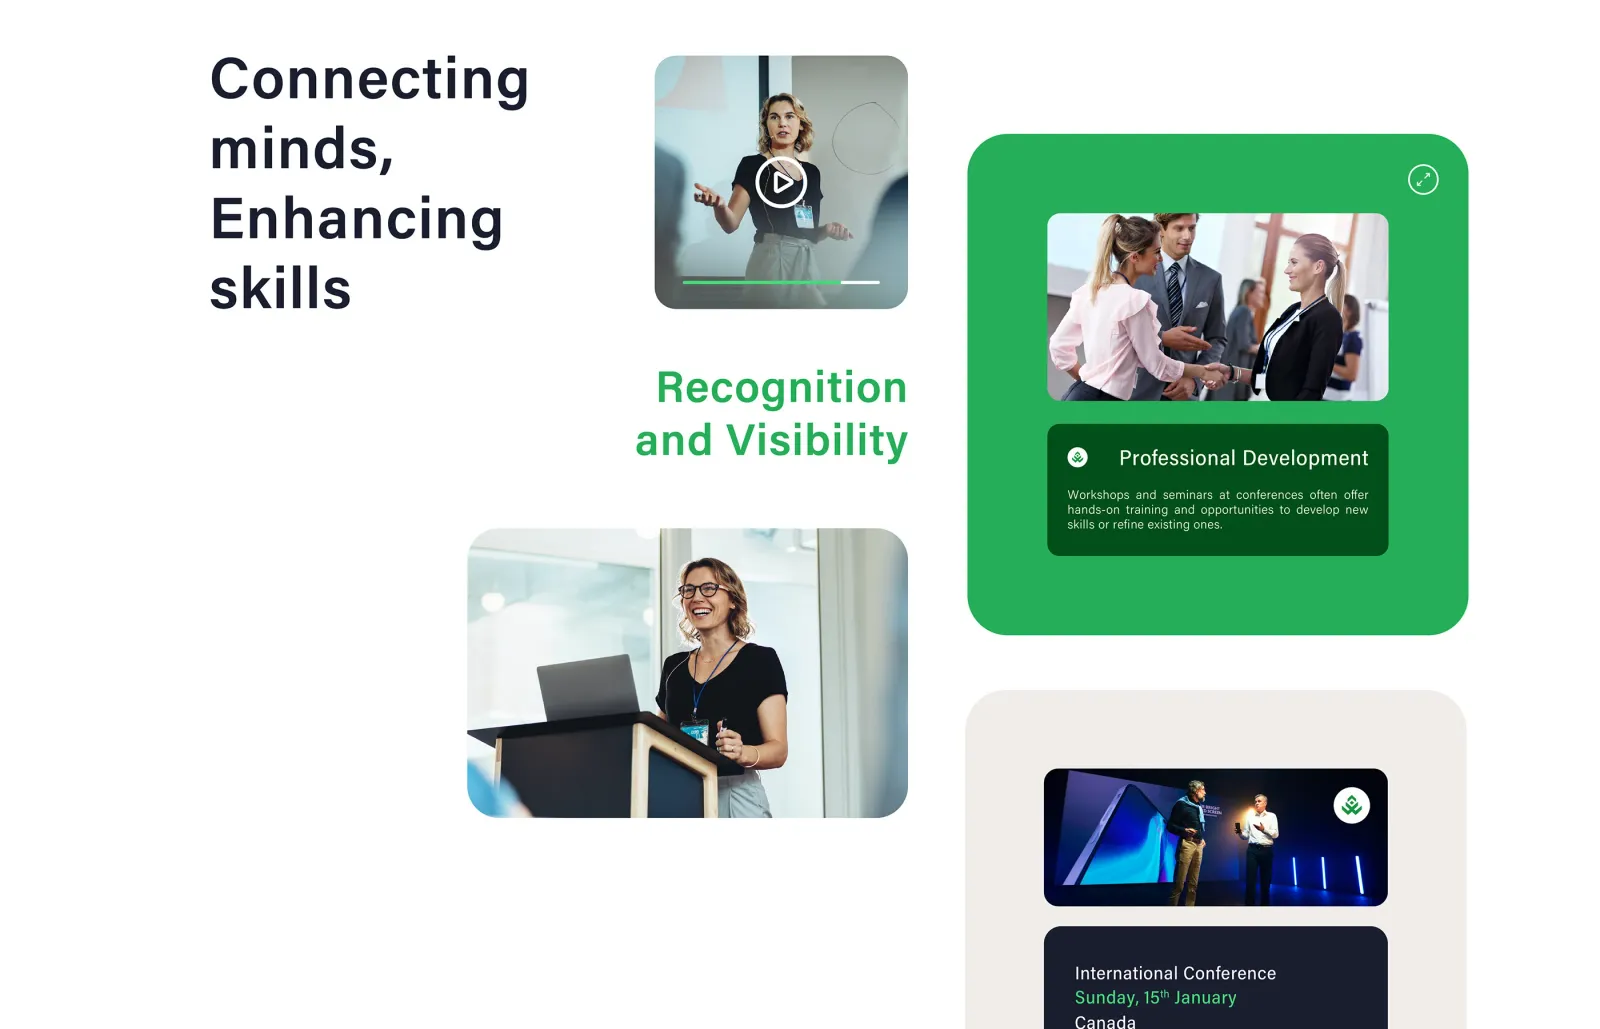 Connecting
minds,
Enhancing
skills
Recognition
and Visibility
Professional Development
Workshops and seminars at conferences often offer
hands-on training and opportunities to develop new
skills or refine existing ones.
International Conference
Sunday, 15th January
Canada